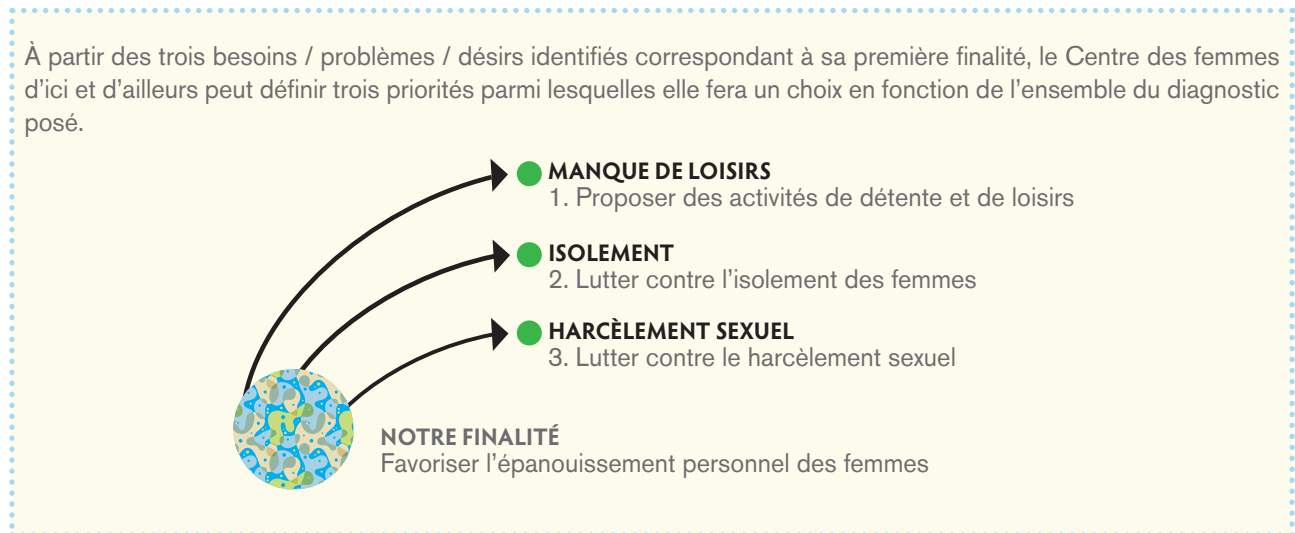 À partir des trois besoins / problèmes / désirs identifiés correspondant à sa première finalité, le Centre des femmes
d’ici et d’ailleurs peut définir trois priorités parmi lesquelles elle fera un choix en fonction de l’ensemble du diagnostic
posé.
MANQUE DE LOISIRS
1. Proposer des activités de détente et de loisirs
ISOLEMENT
2. Lutter contre l’isolement des femmes
HARCÈLEMENT SEXUEL
3. Lutter contre le harcèlement sexuel
NOTRE FINALITÉ
Favoriser l’épanouissement personnel des femmes